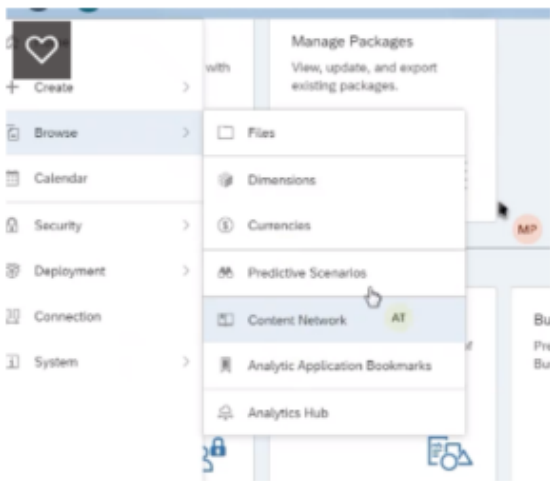 Manage Packages
with
View, update, and export
existing packages.
Create
Browse
Files
Calendar
Dimensions
Security
Currencies
MP
Deployment
Predictive Scenarios
Connection
Content Network
AT
Bu
Pre
System
Analytic Application Bookmarks
Bu
Analytics Hub